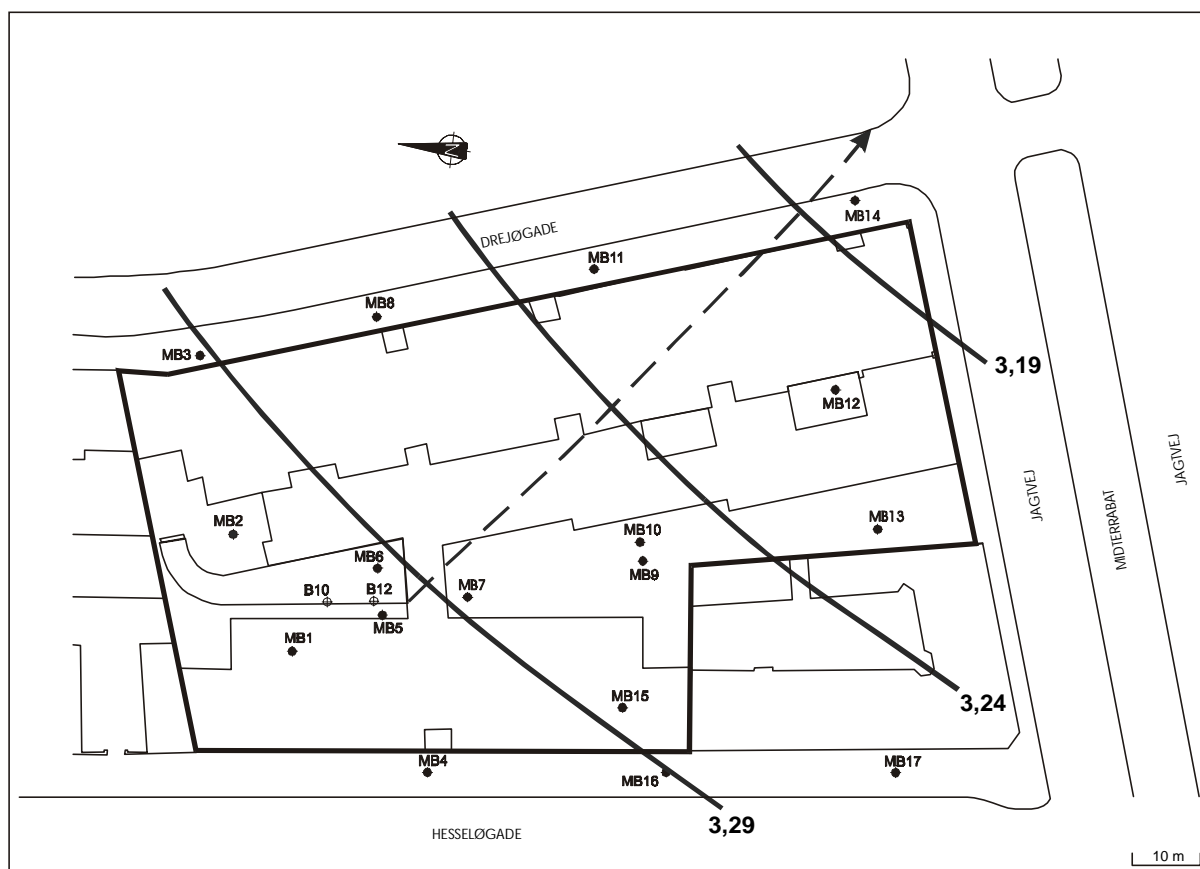 N
DREJØGADE
MB14
MB11
MB8
MB3
3,19
MB12
JAGTVEJ
JAGTVEJ
MIDTERRABAT
MB2
MB13
MB10
MB6
MB9
B10
B12
MB7
MB5
MB1
MB15
3,24
MB4
MB16
MB17
3,29
HESSELØGADE
10 m